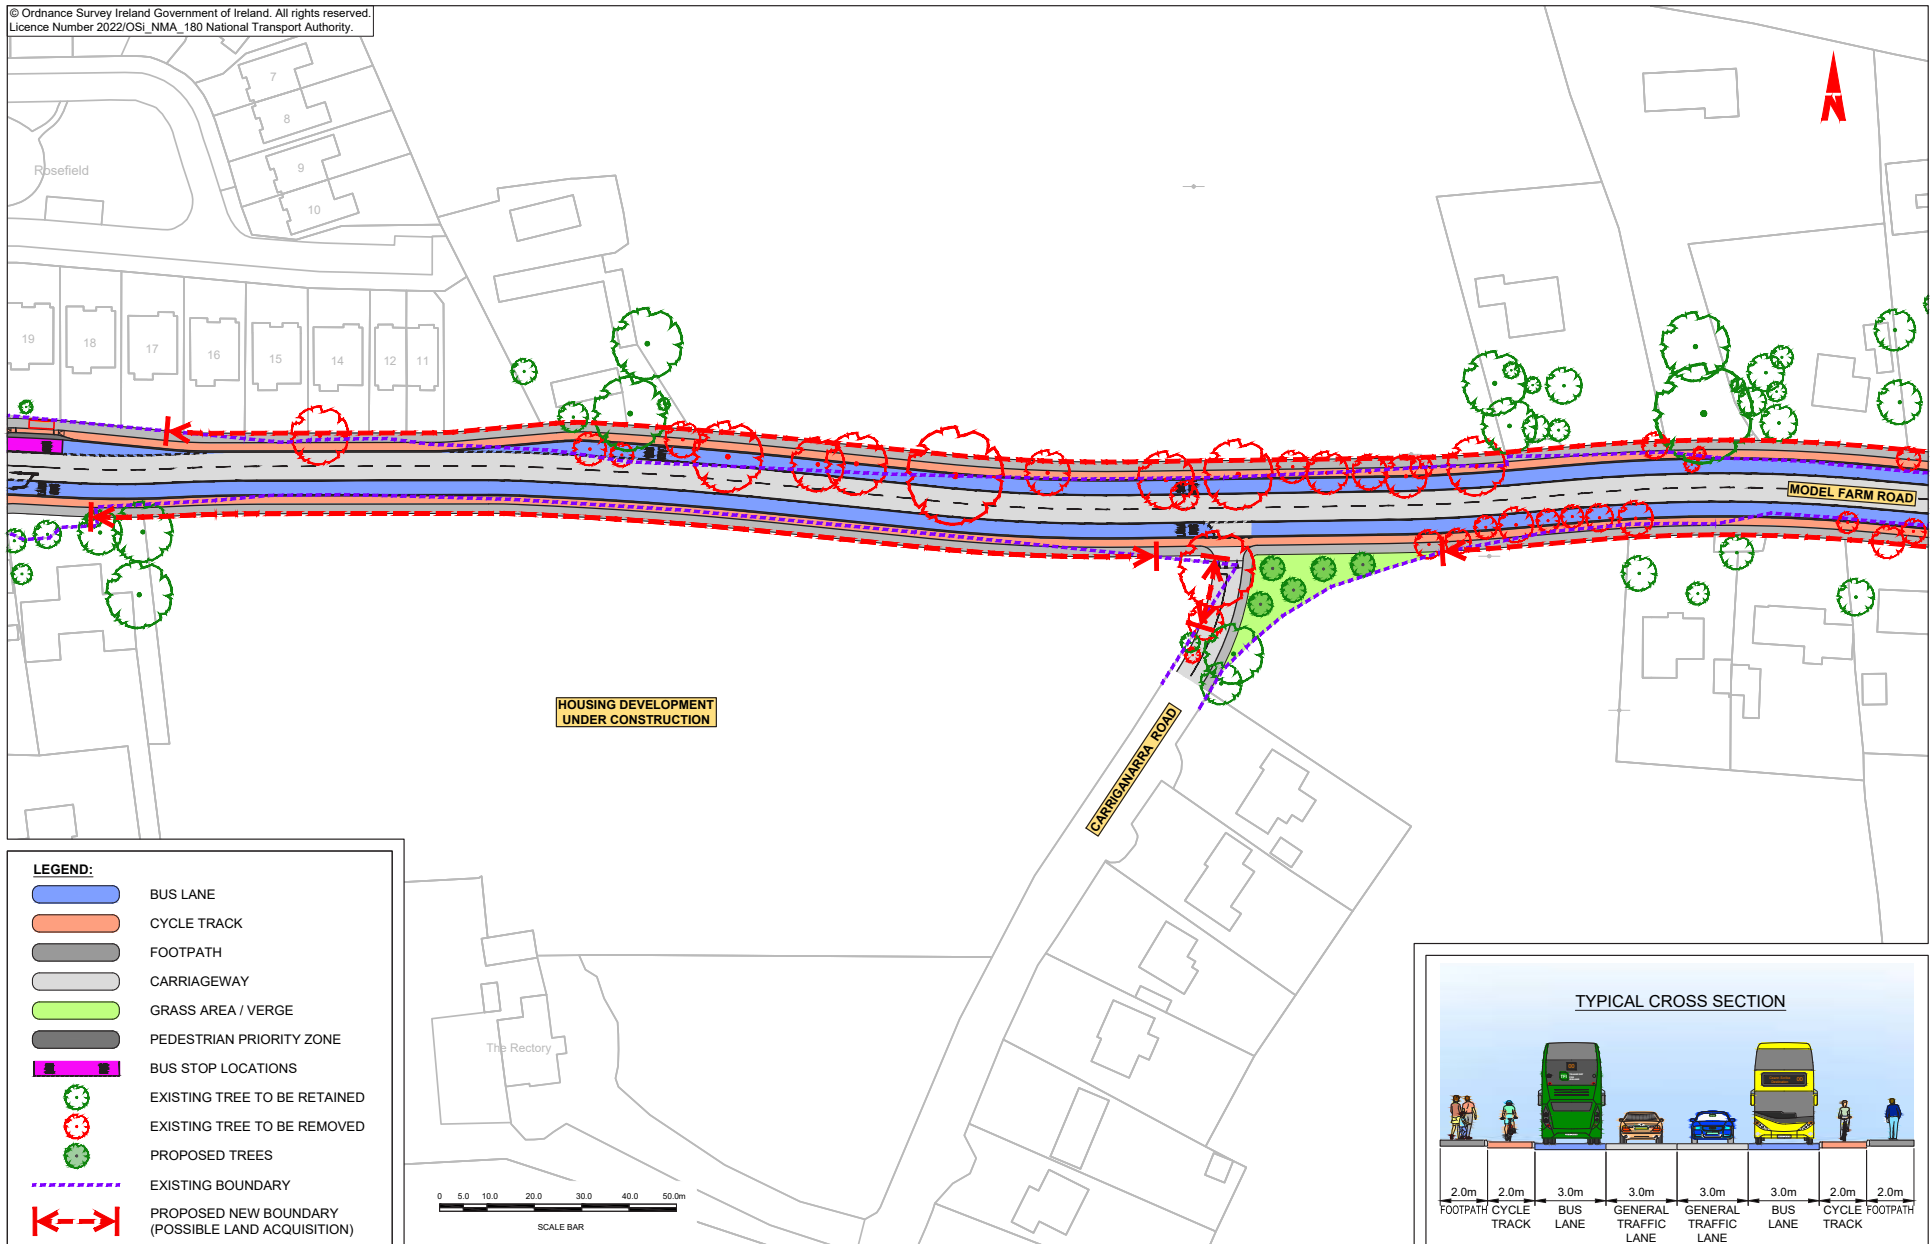 © Ordnance Survey Ireland Government of Ireland. All rights reserved.
Licence Number 2022/OSi_NMA_180 National Transport Authority.
7
8
9
10
Rosefield
19
18
17
16
15
14
12
11
N
MODEL FARM ROAD
HOUSING DEVELOPMENT
UNDER CONSTRUCTION
CARRIGANARRA ROAD
The Rectory
LEGEND:
BUS LANE
CYCLE TRACK
FOOTPATH
CARRIAGEWAY
GRASS AREA / VERGE
PEDESTRIAN PRIORITY ZONE
BUS STOP LOCATIONS
EXISTING TREE TO BE RETAINED
EXISTING TREE TO BE REMOVED
PROPOSED TREES
EXISTING BOUNDARY
PROPOSED NEW BOUNDARY
(POSSIBLE LAND ACQUISITION)
0 5.0 10.0 20.0 30.0 40.0 50.0m
SCALE BAR
TYPICAL CROSS SECTION
2.0m 2.0m 3.0m 3.0m 3.0m 3.0m 2.0m 2.0m
FOOTPATH CYCLE BUS GENERAL GENERAL BUS CYCLE FOOTPATH
TRACK LANE TRAFFIC TRAFFIC LANE TRACK
LANE LANE